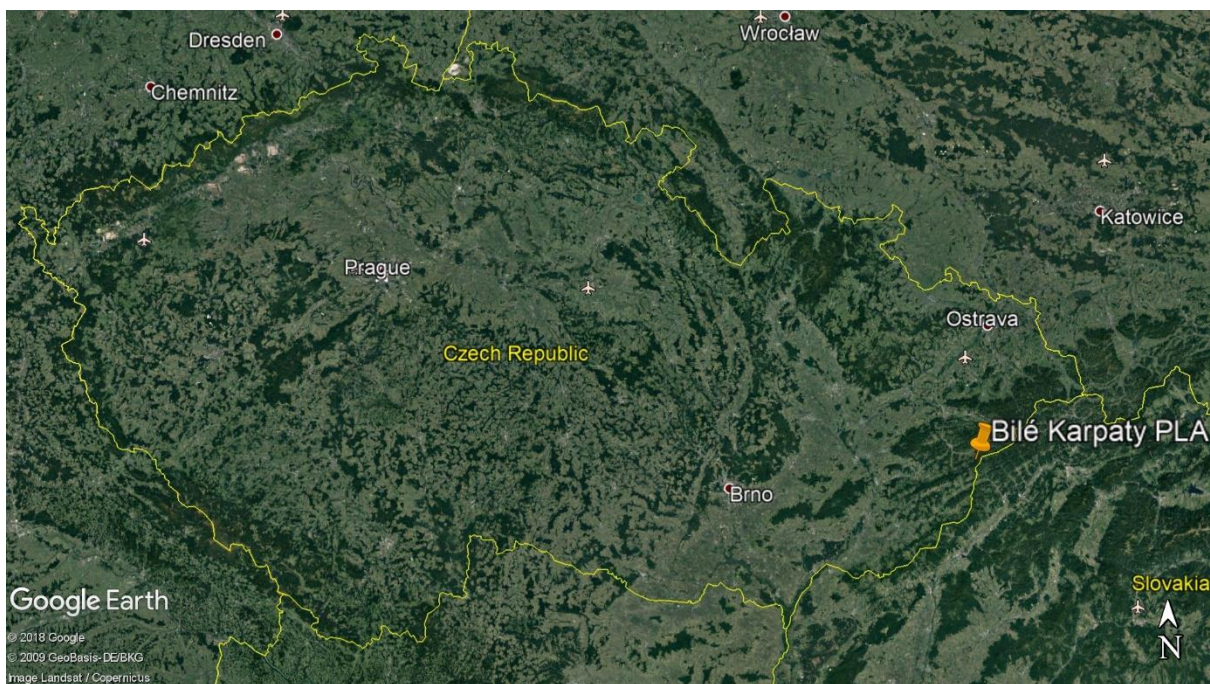 Dresden
Wrocław
Chemnitz
Katowice
Prague
Ostrava
Czech Republic
Bilé Karpaty PLA
Brno
Slovakia
Google Earth
© 2018 Google
© 2009 GeoBasis-DE/BKG
Image Landsat / Copernicus
N